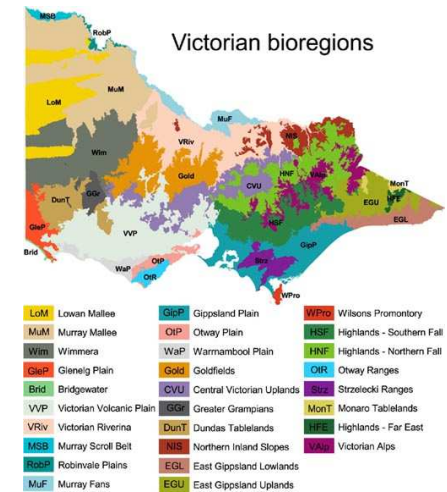 Victorian bioregions
MSB
RobP
LoM
MuM
MuF
Wim
VRiv
NIS
Gold
CVU
HNF
VAlp
MonT
DunT
GGr
EGU
HFE
GleP
VVP
HSF
EGL
GipP
Brid
WaP
OtP
OtR
Strz
WPro
LoM Lowan Mallee
MuM Murray Mallee
Wim Wimmera
GleP Glenelg Plain
Brid Bridgewater
VVP Victorian Volcanic Plain
VRiv Victorian Riverina
MSB Murray Scroll Belt
RobP Robinvale Plains
MuF Murray Fans
GipP Gippsland Plain
OtP Otway Plain
WaP Warrnambool Plain
Gold Goldfields
CVU Central Victorian Uplands
GGr Greater Grampians
DunT Dundas Tablelands
NIS Northern Inland Slopes
EGL East Gippsland Lowlands
EGU East Gippsland Uplands
WPro Wilsons Promontory
HSF Highlands - Southern Fall
HNF Highlands - Northern Fall
OtR Otway Ranges
Strz Strzelecki Ranges
MonT Monaro Tablelands
HFE Highlands - Far East
VAlp Victorian Alps